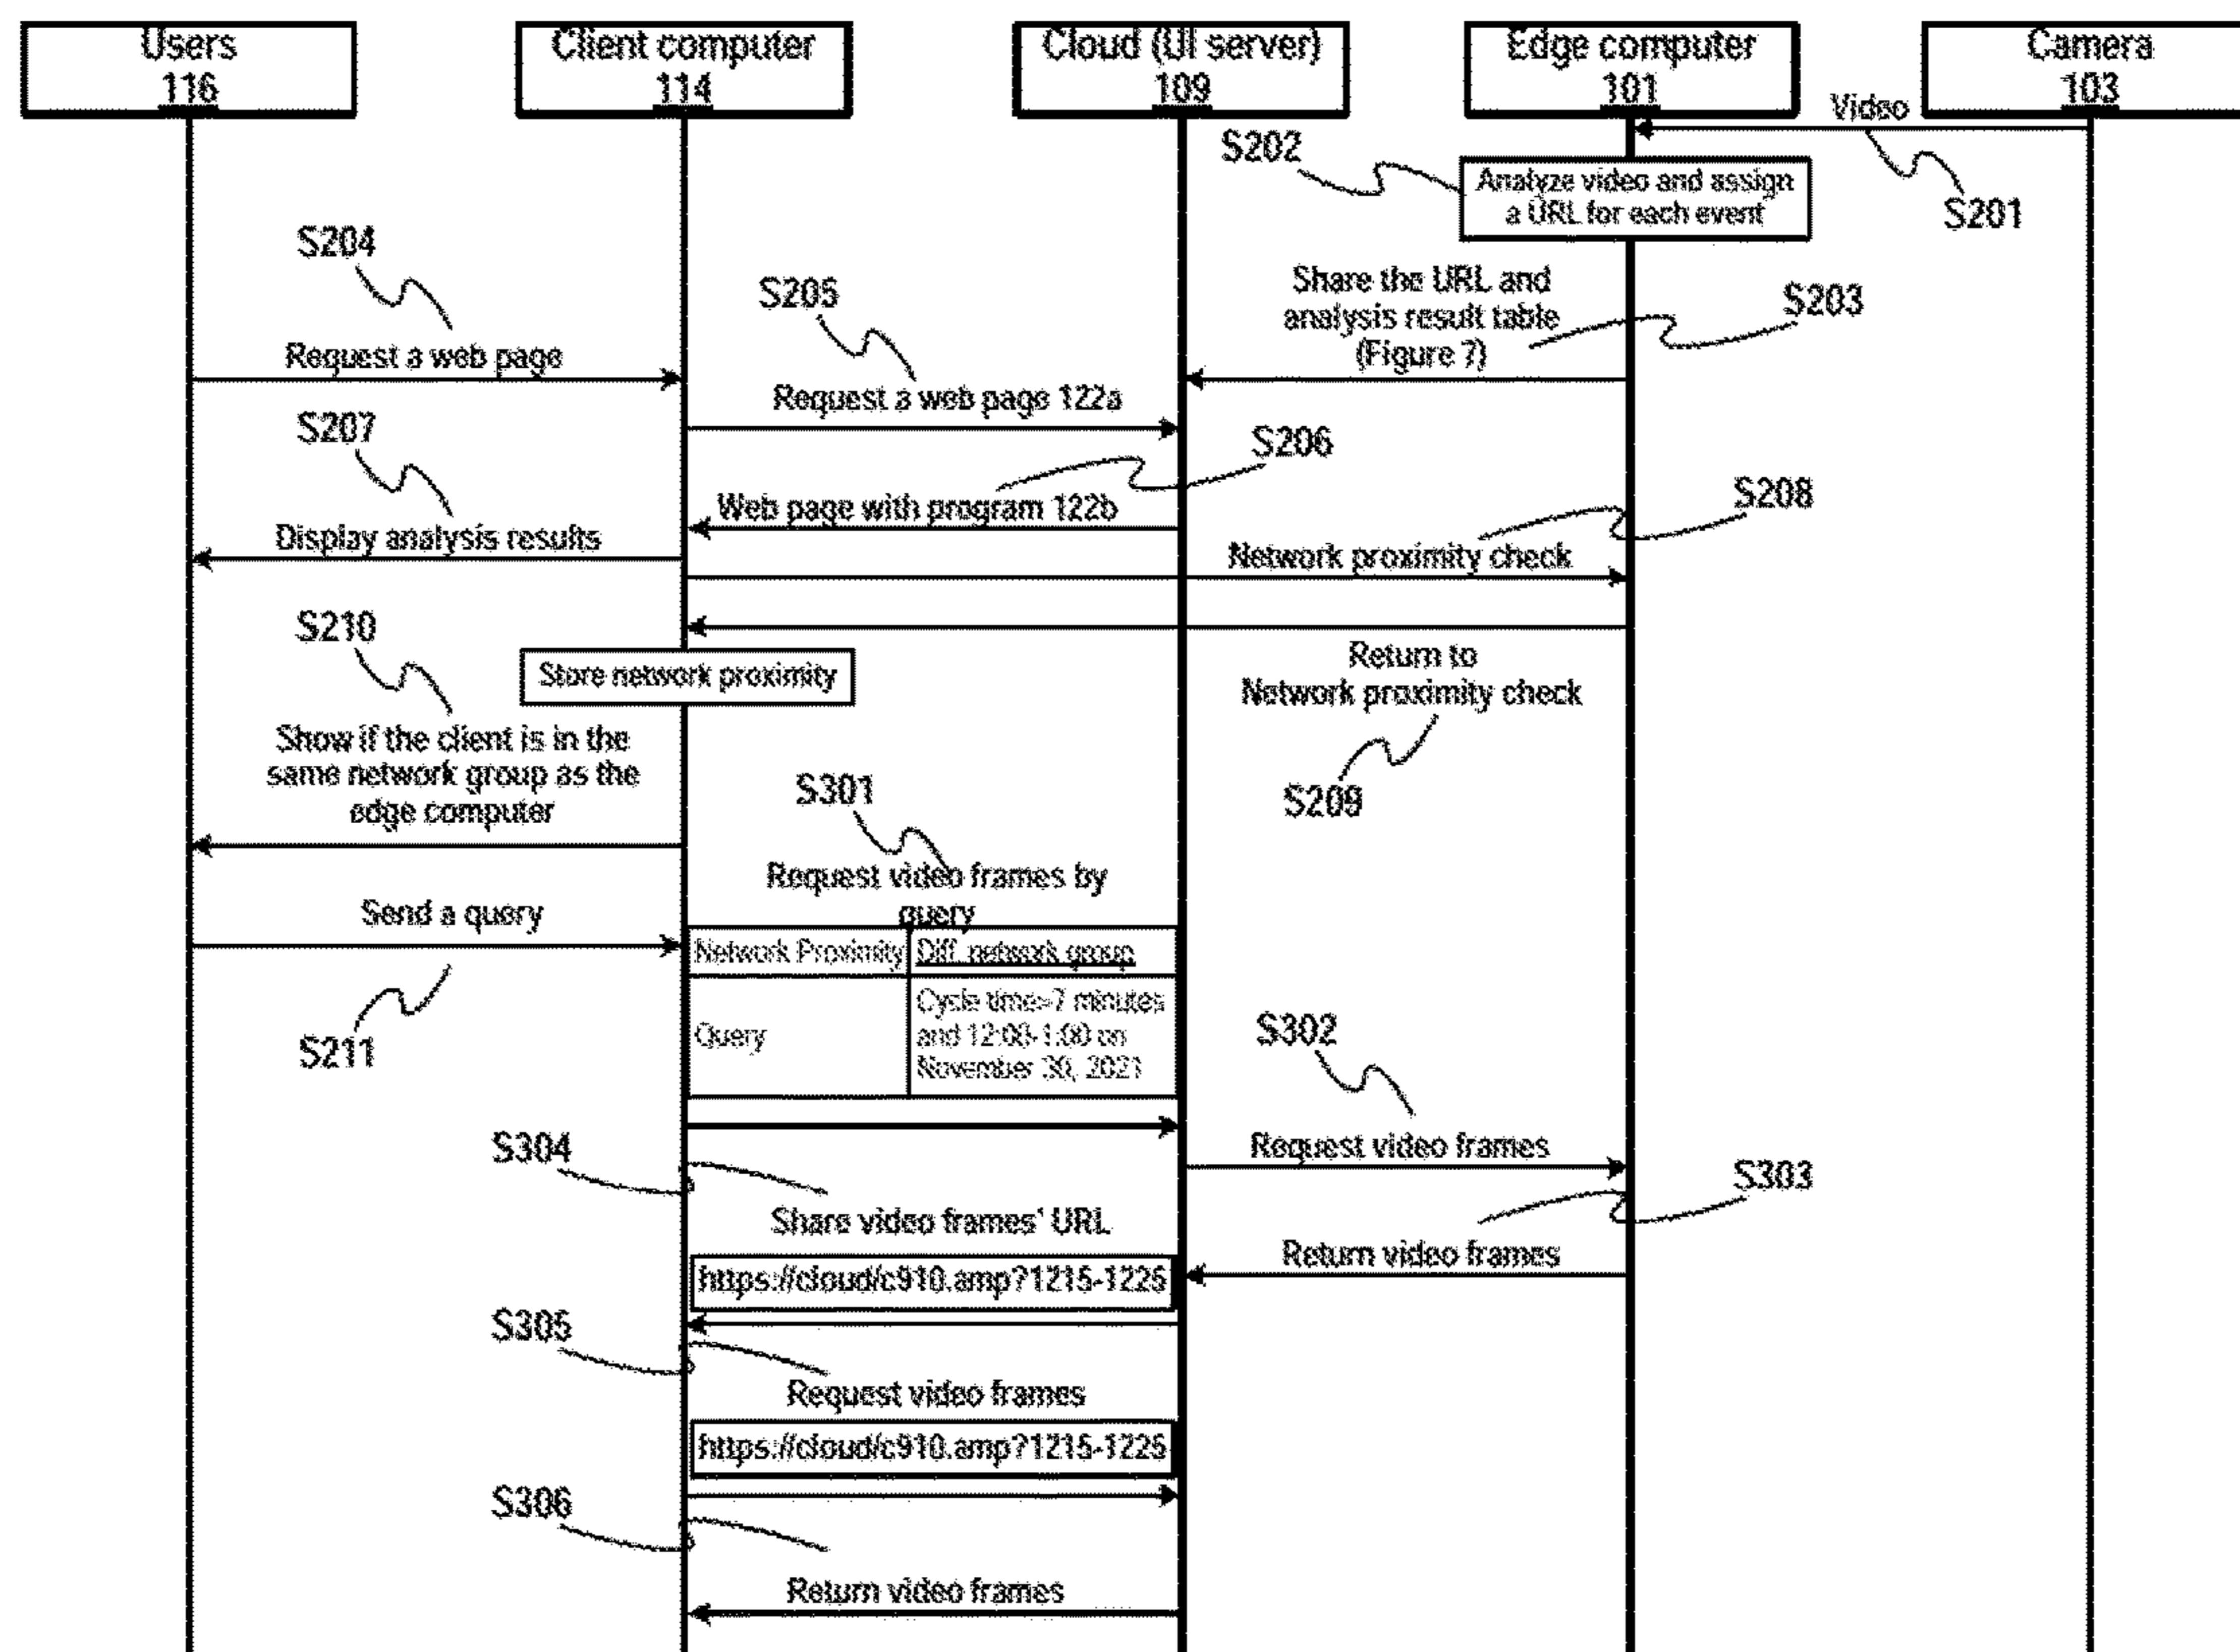 Users
116
Client computer
114
Cloud (UI server)
109
Edge computer
101
Camera
103
Video
S201
S202
Analyze video and assign
a URL for each event
S203
Share the URL and
analysis result table
(Figure 7)
S204
Request a web page
S205
Request a web page 122a
S206
Web page with program 122b
S207
Display analysis results
S208
Network proximity check
Return to
Network proximity check
S209
Store network proximity
S210
Show if the client is in the
same network group as the
edge computer
Send a query
S211
S301
Request video frames by
query
Network Proximity
Diff. network group
Query
Cycle time>7 minutes
and 12:00-1:00 on
November 30, 2021
S302
Request video frames
S303
Return video frames
S304
Share video frames' URL
https://cloud/c910.amp?1215-1225
S305
Request video frames
https://cloud/c910.amp?1215-1225
S306
Return video frames